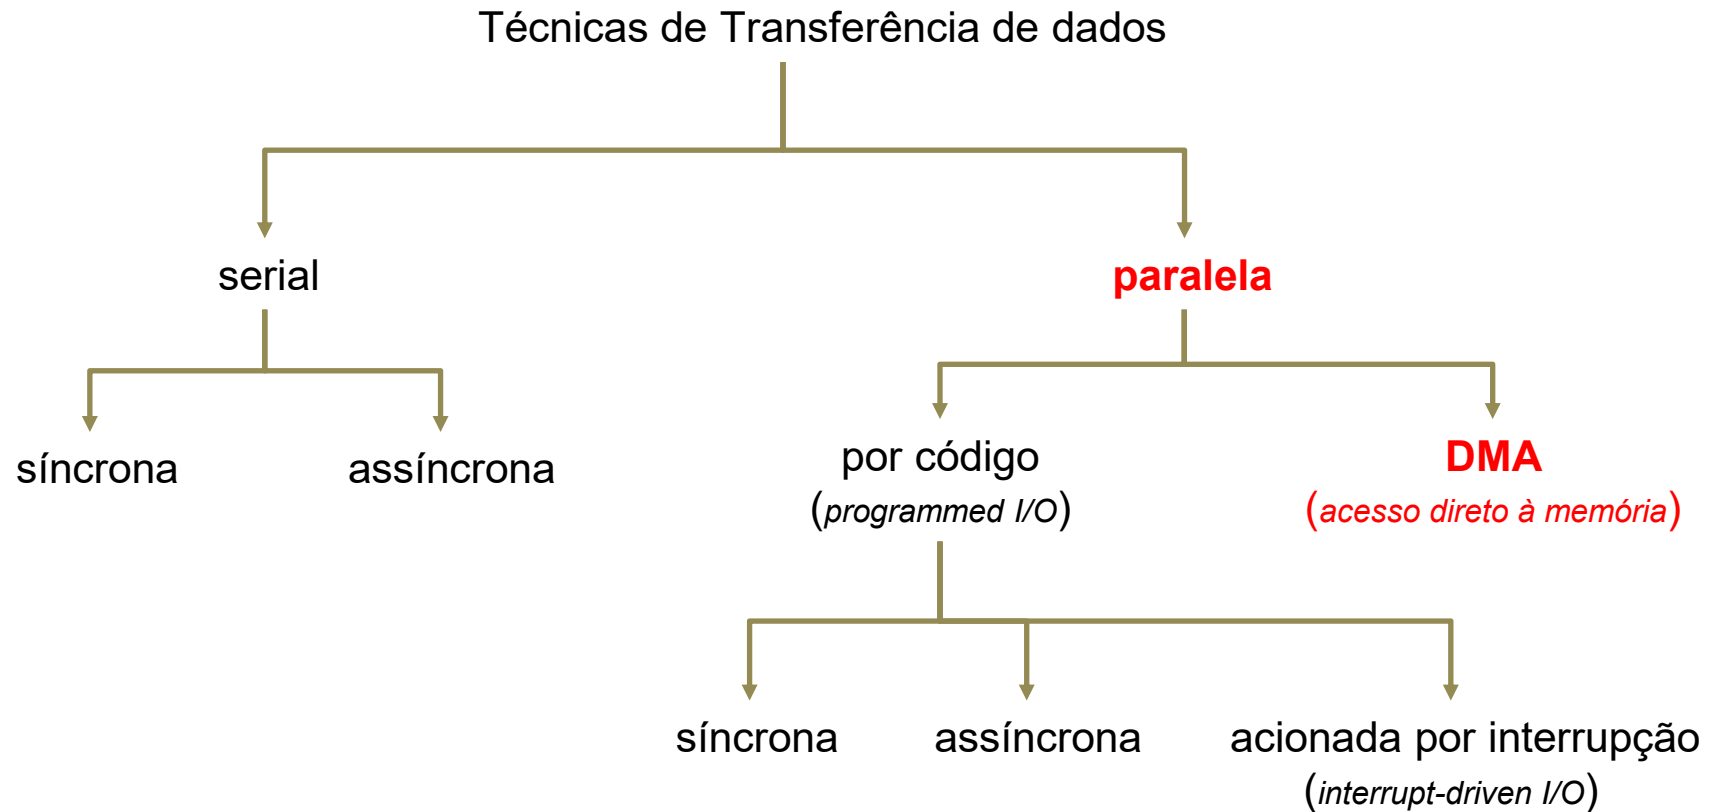 Técnicas de Transferência de dados
serial
paralela
síncrona
assíncrona
por código
(programmed I/O)
DMA
(acesso direto à memória)
síncrona
assíncrona
acionada por interrupção
(interrupt-driven I/O)